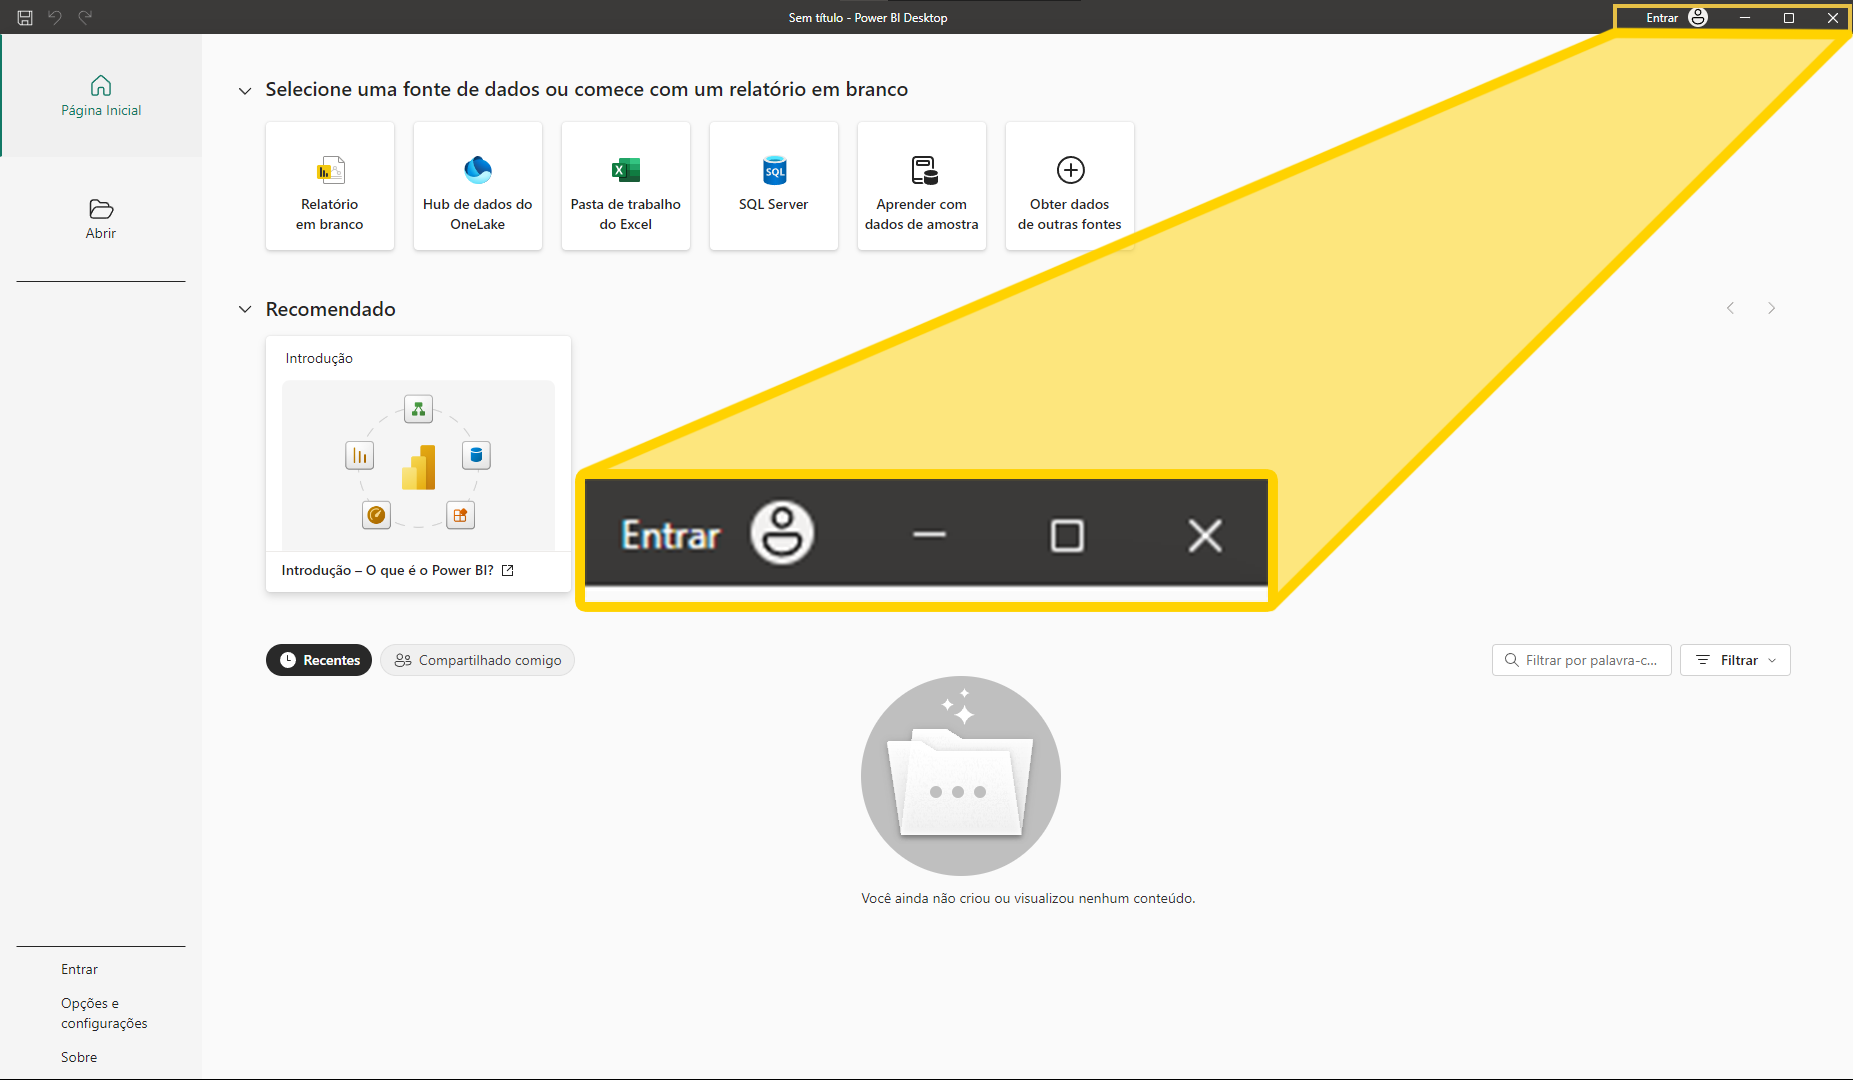 Sem título - Power BI Desktop
Entrar
Página Inicial
Abrir
Selecione uma fonte de dados ou comece com um relatório em branco
Relatório
em branco
Hub de dados do
OneLake
Pasta de trabalho
do Excel
SQL
SQL Server
Aprender com
dados de amostra
Obter dados
de outras fontes
Recomendado
Introdução
Introdução – O que é o Power BI?
Entrar
Recentes
Compartilhado comigo
Filtrar por palavra-c...
Filtrar
Você ainda não criou ou visualizou nenhum conteúdo.
Entrar
Opções e
configurações
Sobre